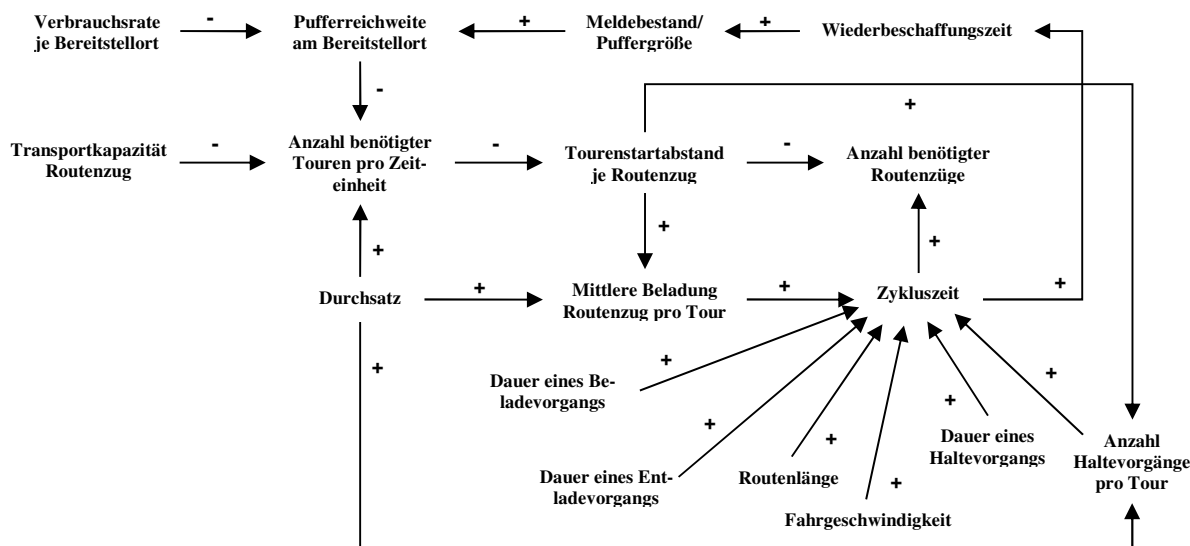 Verbrauchsrate
je Bereitstellort
-
Pufferreichweite
am Bereitstellort
+
Meldebestand/
Puffergröße
+
Wiederbeschaffungszeit
-
+
Transportkapazität
Routenzug
-
Anzahl benötigter
Touren pro Zeit-
einheit
-
Tourenstartabstand
je Routenzug
-
Anzahl benötigter
Routenzüge
+
+
+
Durchsatz
+
Mittlere Beladung
Routenzug pro Tour
+
Zykluszeit
+
+
+
Dauer eines Be-
ladevorgangs
+
+
Dauer eines Ent-
ladevorgangs
+
Routenlänge
+
Fahrgeschwindigkeit
+
Dauer eines
Haltevorgangs
+
Anzahl
Haltevorgänge
pro Tour